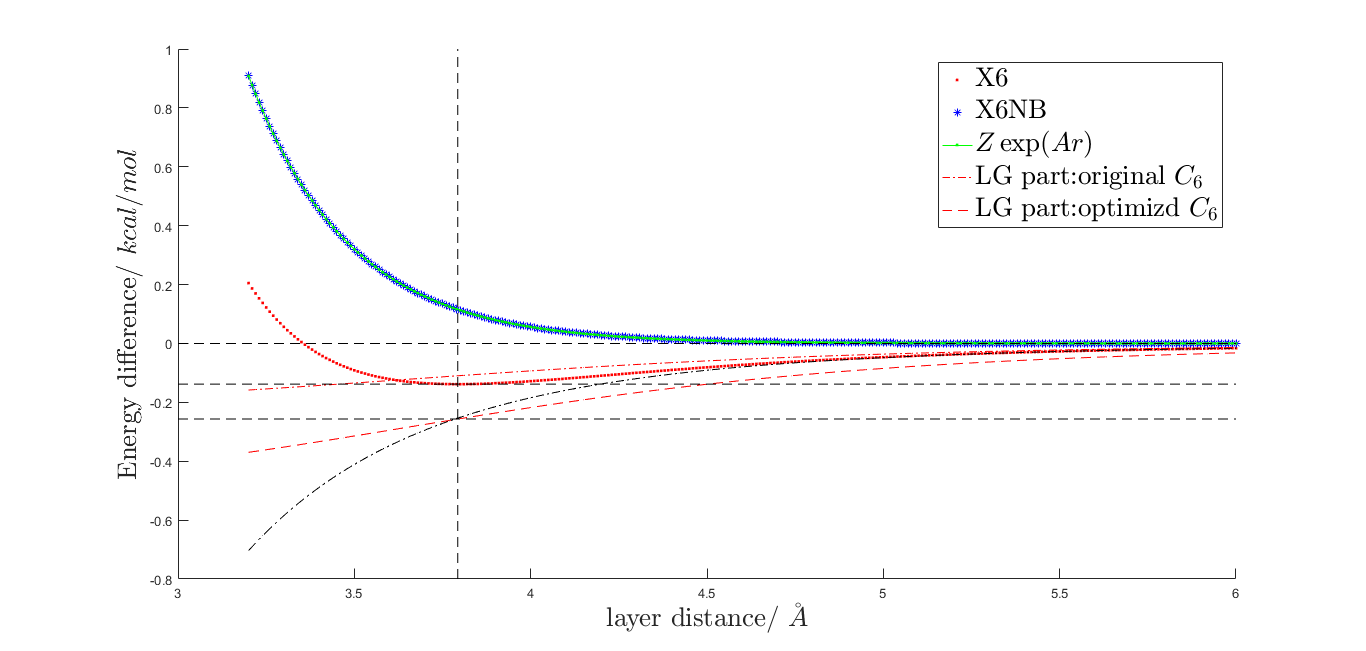 1
0.8
0.6
0.4
0.2
0
-0.2
-0.4
-0.6
-0.8
Energy difference/ kcal/mol
3
3.5
4
4.5
5
5.5
6
layer distance/ Å
X6
X6NB
Z exp(Ar)
LG part:original C₆
LG part:optimizd C₆